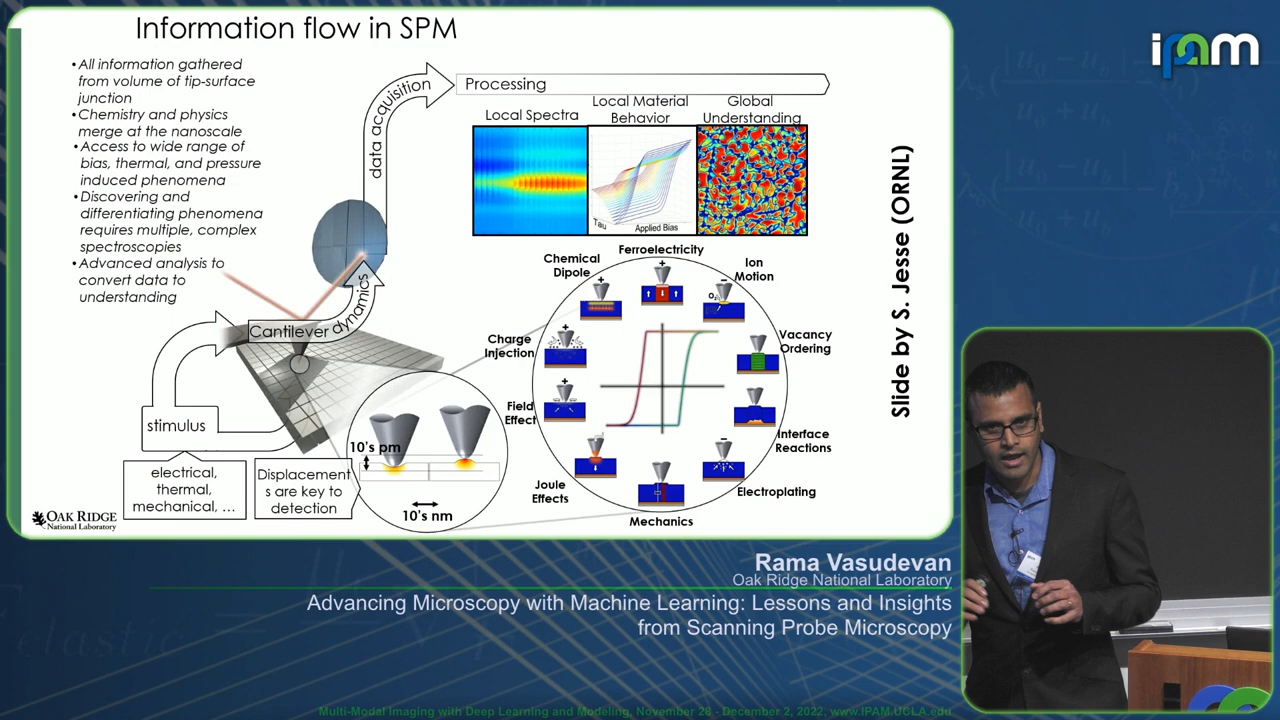 Information flow in SPM
•All information gathered
from volume of tip-surface
junction
•Chemistry and physics
merge at the nanoscale
•Access to wide range of
bias, thermal, and pressure
induced phenomena
•Discovering and
differentiating phenomena
requires multiple, complex
spectroscopies
•Advanced analysis to
convert data to
understanding
data acquisition
Processing
Local Spectra
Local Material
Behavior
Global
Understanding
Tau
Applied Bias
Cantilever dynamics
stimulus
electrical,
thermal,
mechanical, …
Displacement
s are key to
detection
10's pm
10's nm
Ferroelectricity
Ion
Motion
Vacancy
Ordering
Interface
Reactions
Electroplating
Mechanics
Joule
Effects
Field
Effect
Charge
Injection
Chemical
Dipole
Slide by S. Jesse (ORNL)
OAK RIDGE
National Laboratory
ipam
Rama Vasudevan
Oak Ridge National Laboratory
Advancing Microscopy with Machine Learning: Lessons and Insights
from Scanning Probe Microscopy
elastic
Multi-Modal Imaging with Deep Learning and Modeling, November 28 - December 2, 2022, www.IPAM.UCLA.edu